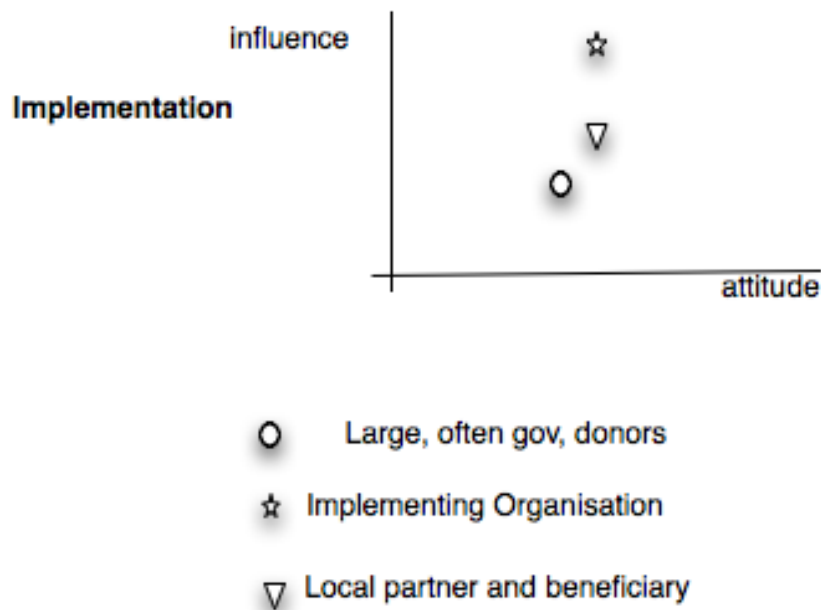 influence
Implementation
attitude
Large, often gov, donors
Implementing Organisation
Local partner and beneficiary